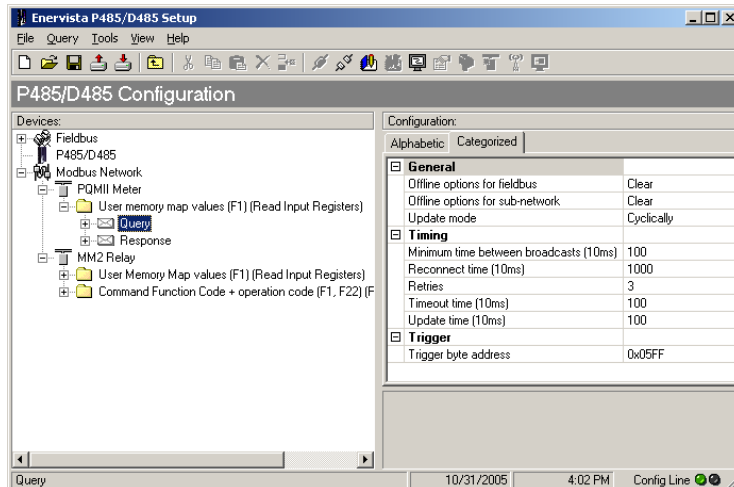 Enervista P485/D485 Setup
File Query Tools View Help
P485/D485 Configuration
Devices:
Fieldbus
P485/D485
Modbus Network
PQMII Meter
User memory map values (F1) (Read Input Registers)
Query
Response
MM2 Relay
User Memory Map values (F1) (Read Input Registers)
Command Function Code + operation code (F1, F22) (F
Configuration:
Alphabetic Categorized
General
Offline options for fieldbus Clear
Offline options for sub-network Clear
Update mode Cyclically
Timing
Minimum time between broadcasts (10ms) 100
Reconnect time (10ms) 1000
Retries 3
Timeout time (10ms) 100
Update time (10ms) 100
Trigger
Trigger byte address 0x05FF
Query 10/31/2005 4:02 PM Config Line